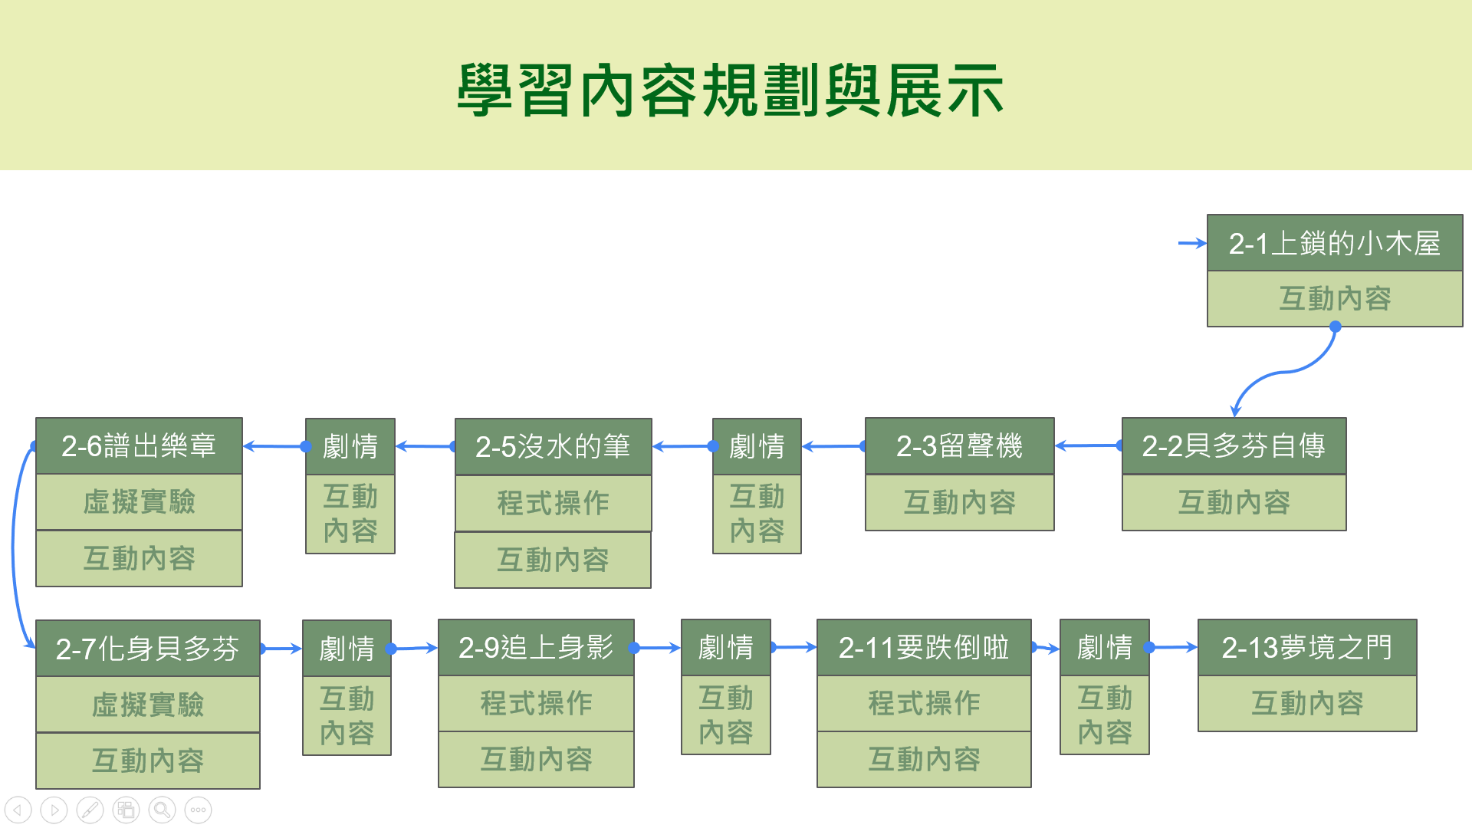 學習內容規劃與展示
2-1上鎖的小木屋
互動內容
2-2貝多芬自傳
互動內容
2-3留聲機
互動內容
劇情
互動
內容
2-5沒水的筆
程式操作
互動內容
劇情
互動
內容
2-6譜出樂章
虛擬實驗
互動內容
2-7化身貝多芬
虛擬實驗
互動內容
劇情
互動
內容
2-9追上身影
程式操作
互動內容
劇情
互動
內容
2-11要跌倒啦
程式操作
互動內容
劇情
互動
內容
2-13夢境之門
互動內容